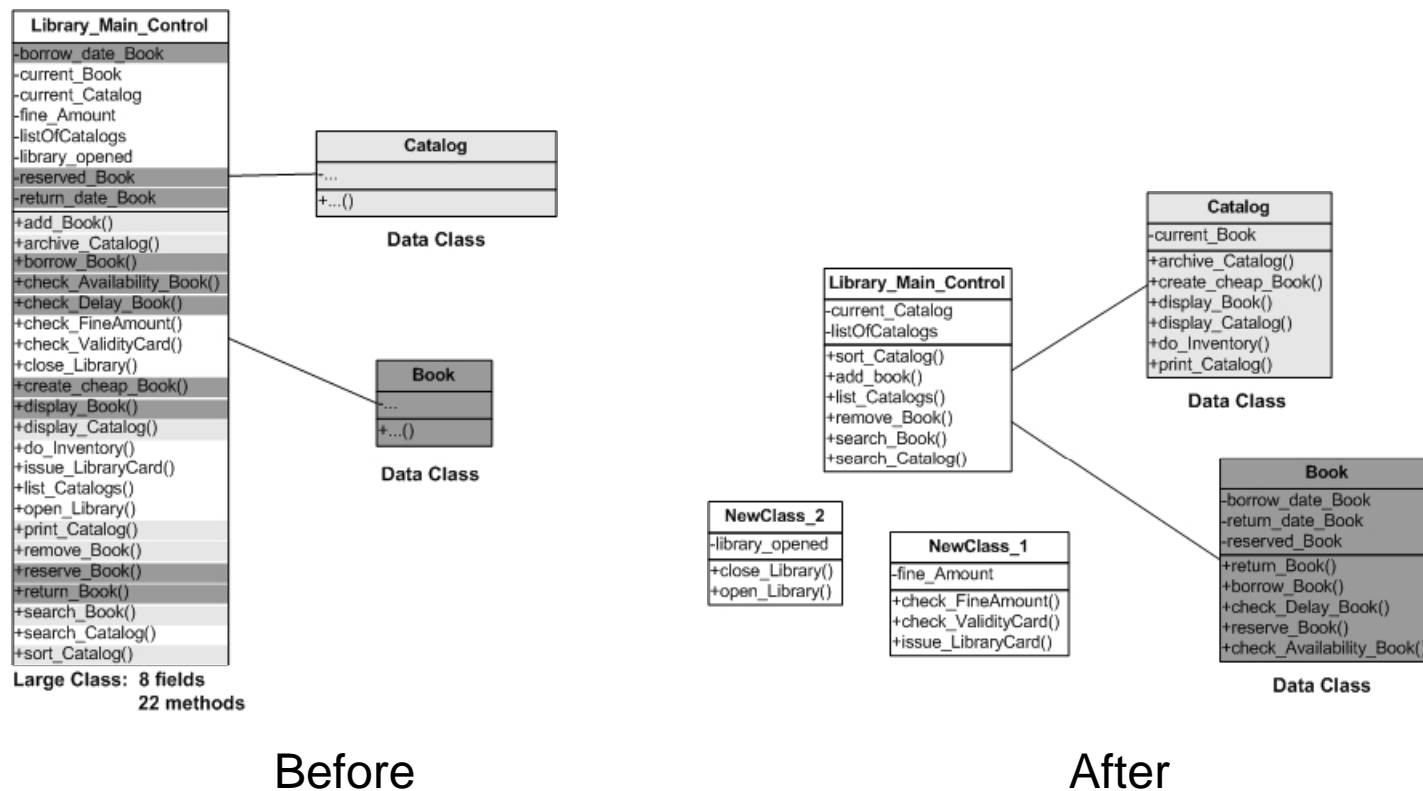 Library_Main_Control
-borrow_date_Book
-current_Book
-current_Catalog
-fine_Amount
-listOfCatalogs
-library_opened
-reserved_Book
-return_date_Book
+add_Book()
+archive_Catalog()
+borrow_Book()
+check_Availability_Book()
+check_Delay_Book()
+check_FineAmount()
+check_ValidityCard()
+close_Library()
+create_cheap_Book()
+display_Book()
+display_Catalog()
+do_Inventory()
+issue_LibraryCard()
+list_Catalogs()
+open_Library()
+print_Catalog()
+remove_Book()
+reserve_Book()
+return_Book()
+search_Book()
+search_Catalog()
+sort_Catalog()
Large Class: 8 fields
22 methods
Catalog
-...
+...()
Data Class
Book
-...
+...()
Data Class
Before
Library_Main_Control
-current_Catalog
-listOfCatalogs
+sort_Catalog()
+add_book()
+list_Catalogs()
+remove_Book()
+search_Book()
+search_Catalog()
Catalog
-current_Book
+archive_Catalog()
+create_cheap_Book()
+display_Book()
+display_Catalog()
+do_Inventory()
+print_Catalog()
Data Class
NewClass_2
-library_opened
+close_Library()
+open_Library()
NewClass_1
-fine_Amount
+check_FineAmount()
+check_ValidityCard()
+issue_LibraryCard()
Book
-borrow_date_Book
-return_date_Book
-reserved_Book
+return_Book()
+borrow_Book()
+check_Delay_Book()
+reserve_Book()
+check_Availability_Book()
Data Class
After